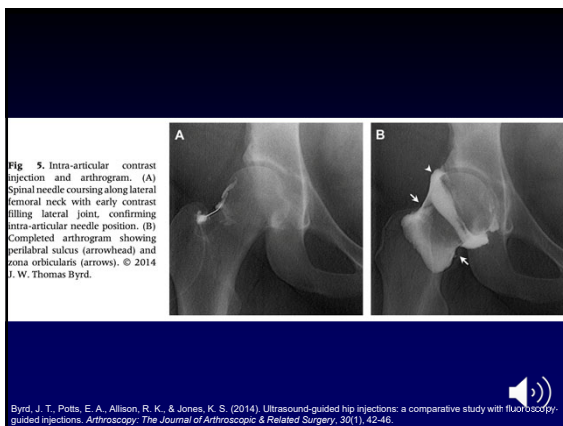 A
B
Fig 5. Intra-articular contrast
injection and arthrogram. (A)
Spinal needle coursing along lateral
femoral neck with early contrast
filling lateral joint, confirming
intra-articular needle position. (B)
Completed arthrogram showing
perilabral sulcus (arrowhead) and
zona orbicularis (arrows). © 2014
J. W. Thomas Byrd.
Byrd, J. T., Potts, E. A., Allison, R. K., & Jones, K. S. (2014). Ultrasound-guided hip injections: a comparative study with fluoroscopy-
guided injections. Arthroscopy: The Journal of Arthroscopic & Related Surgery, 30(1), 42-46.